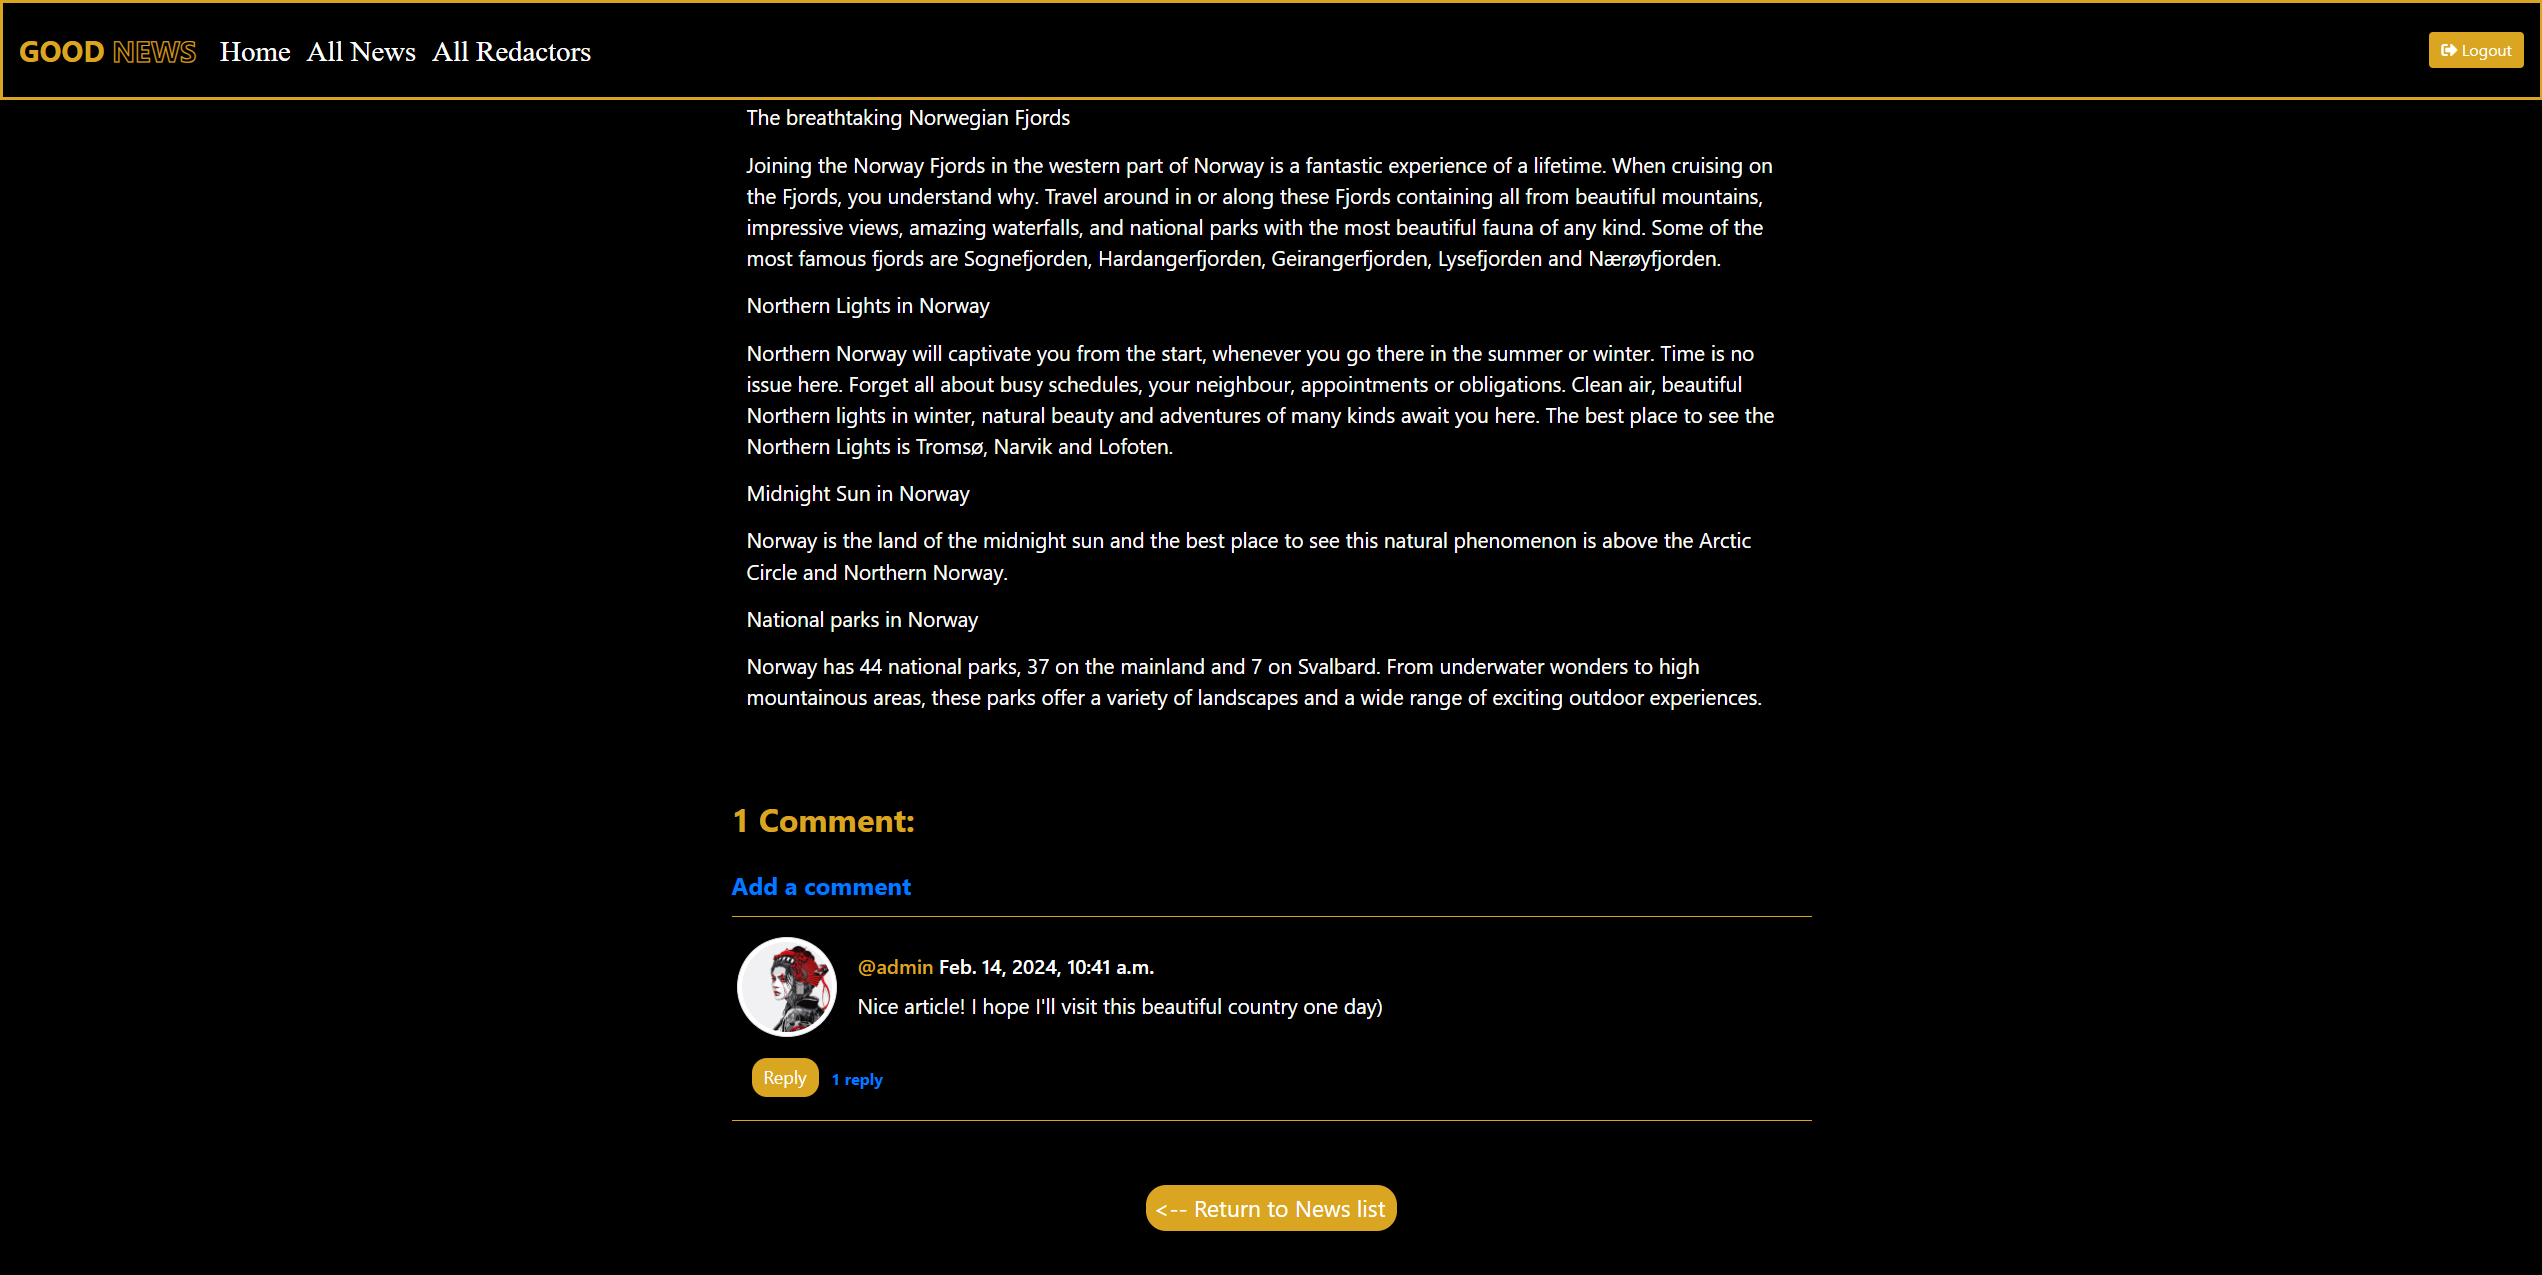 GOOD NEWS Home All News All Redactors Logout
The breathtaking Norwegian Fjords
Joining the Norway Fjords in the western part of Norway is a fantastic experience of a lifetime. When cruising on
the Fjords, you understand why. Travel around in or along these Fjords containing all from beautiful mountains,
impressive views, amazing waterfalls, and national parks with the most beautiful fauna of any kind. Some of the
most famous fjords are Sognefjorden, Hardangerfjorden, Geirangerfjorden, Lysefjorden and Nærøyfjorden.
Northern Lights in Norway
Northern Norway will captivate you from the start, whenever you go there in the summer or winter. Time is no
issue here. Forget all about busy schedules, your neighbour, appointments or obligations. Clean air, beautiful
Northern lights in winter, natural beauty and adventures of many kinds await you here. The best place to see the
Northern Lights is Tromsø, Narvik and Lofoten.
Midnight Sun in Norway
Norway is the land of the midnight sun and the best place to see this natural phenomenon is above the Arctic
Circle and Northern Norway.
National parks in Norway
Norway has 44 national parks, 37 on the mainland and 7 on Svalbard. From underwater wonders to high
mountainous areas, these parks offer a variety of landscapes and a wide range of exciting outdoor experiences.
1 Comment:
Add a comment
@admin Feb. 14, 2024, 10:41 a.m.
Nice article! I hope I'll visit this beautiful country one day)
Reply 1 reply
<-- Return to News list